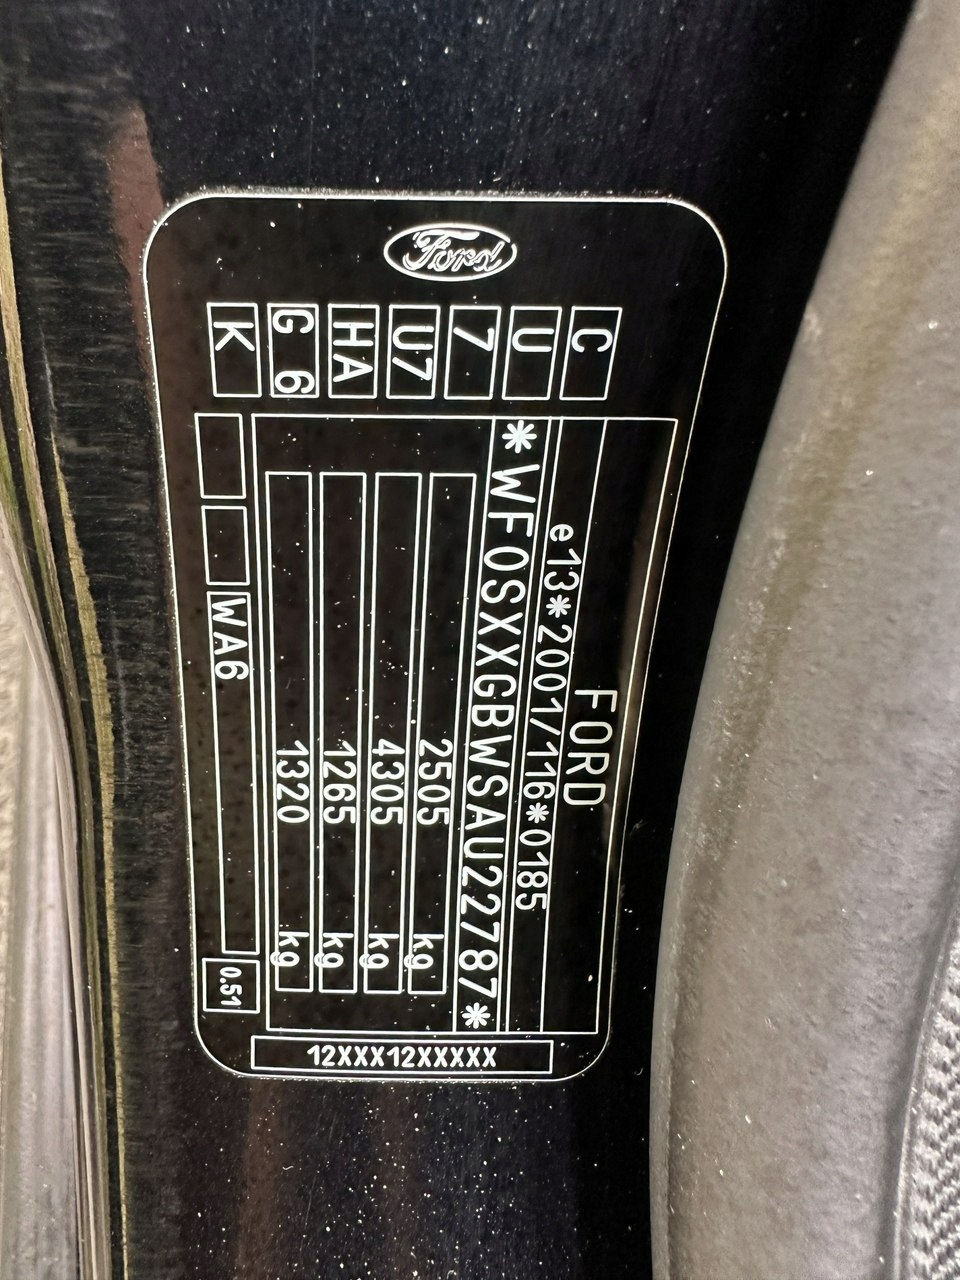 Ford
C
U
7
U7
HA
G 6
K
FORD
e13*2001/116*0185
*WF0SXXGBWSAU22787*
2505 kg
4305 kg
1265 kg
1320 kg
WA6
0.51
12XXX12XXXXX